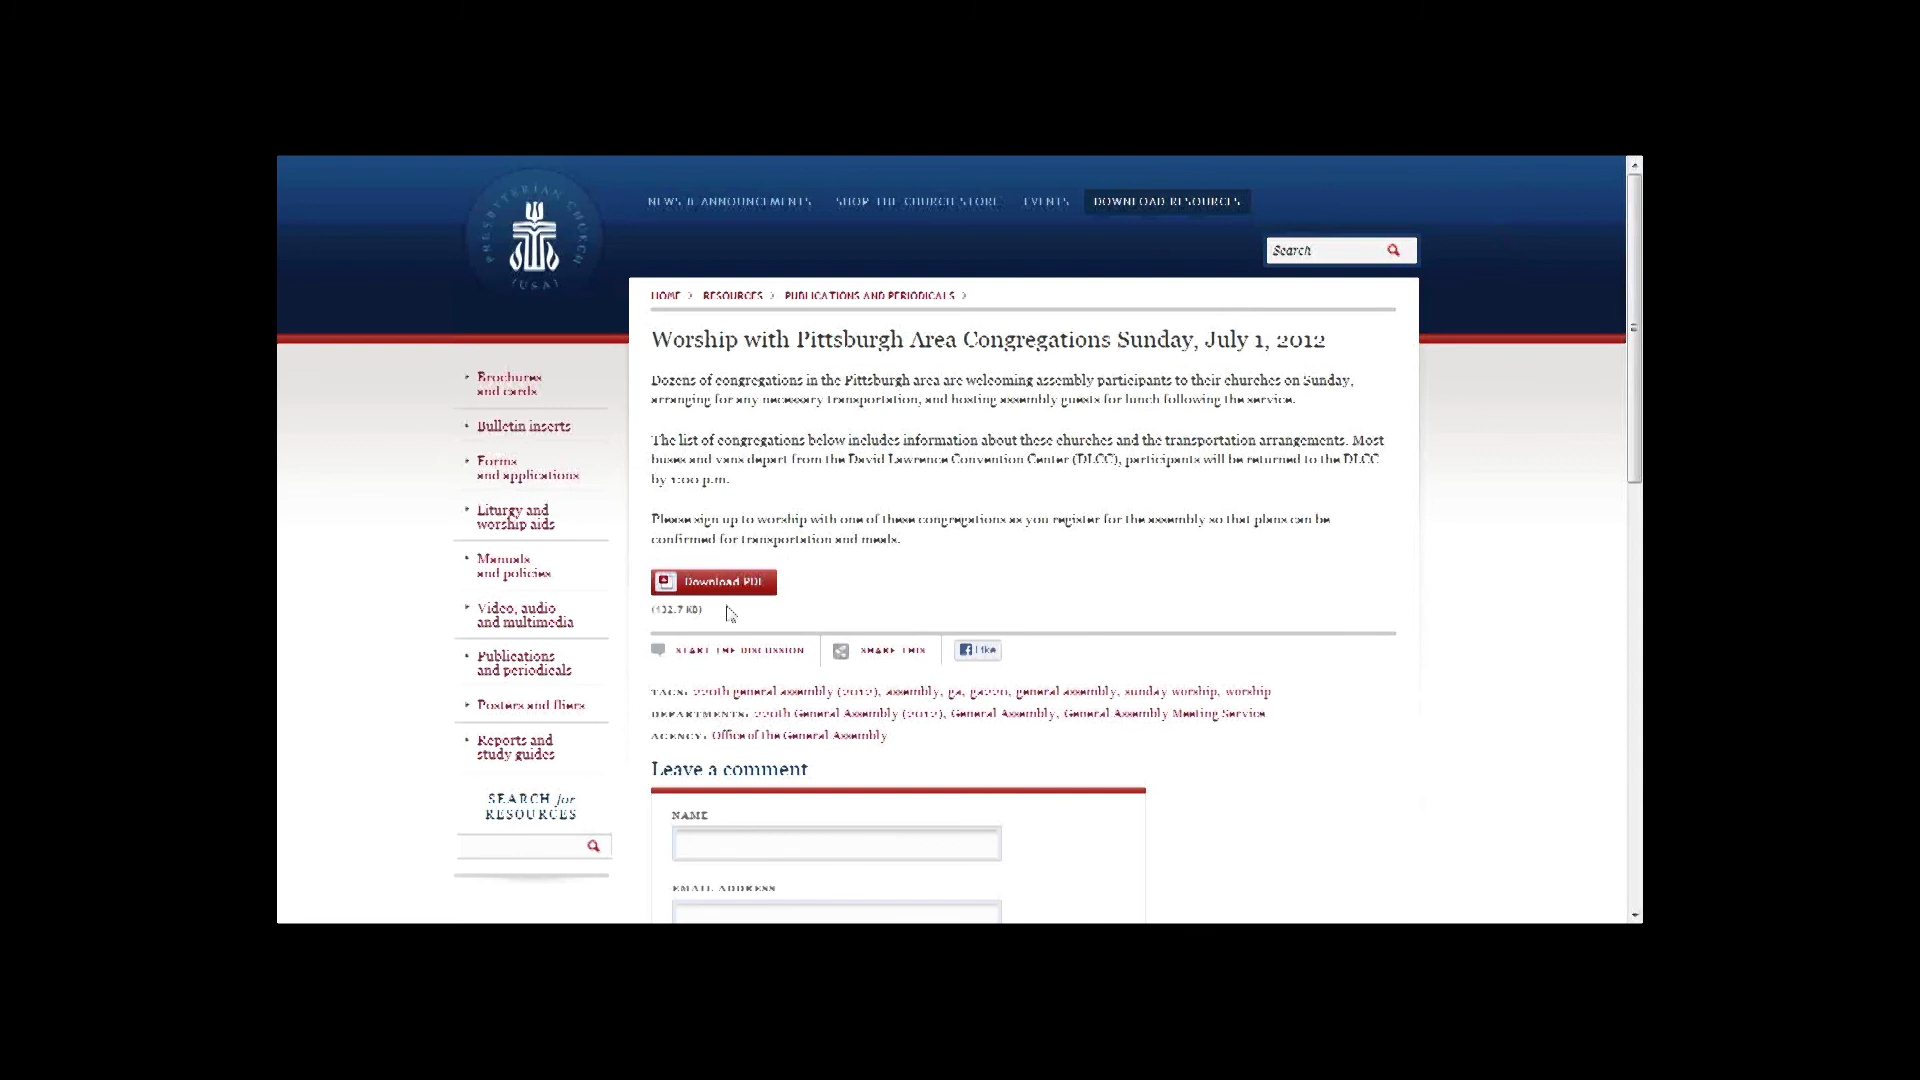 PRESBYTERIAN CHURCH
(USA)
NEWS & ANNOUNCEMENTS SHOP THE CHURCH STORE EVENTS DOWNLOAD RESOURCES
Search
HOME > RESOURCES > PUBLICATIONS AND PERIODICALS >
Worship with Pittsburgh Area Congregations Sunday, July 1, 2012
Dozens of congregations in the Pittsburgh area are welcoming assembly participants to their churches on Sunday,
arranging for any necessary transportation, and hosting assembly guests for lunch following the service.
The list of congregations below includes information about these churches and the transportation arrangements. Most
buses and vans depart from the David Lawrence Convention Center (DLCC), participants will be returned to the DLCC
by 1:00 p.m.
Please sign up to worship with one of these congregations as you register for the assembly so that plans can be
confirmed for transportation and meals.
Download PDF
(132.7 KB)
START THE DISCUSSION SHARE THIS Like
TAGS: 220th general assembly (2012), assembly, ga, ga220, general assembly, sunday worship, worship
DEPARTMENTS: 220th General Assembly (2012), General Assembly, General Assembly Meeting Service
AGENCY: Office of the General Assembly
Leave a comment
NAME
EMAIL ADDRESS
Brochures
and cards
Bulletin inserts
Forms
and applications
Liturgy and
worship aids
Manuals
and policies
Video, audio
and multimedia
Publications
and periodicals
Posters and fliers
Reports and
study guides
SEARCH for
RESOURCES